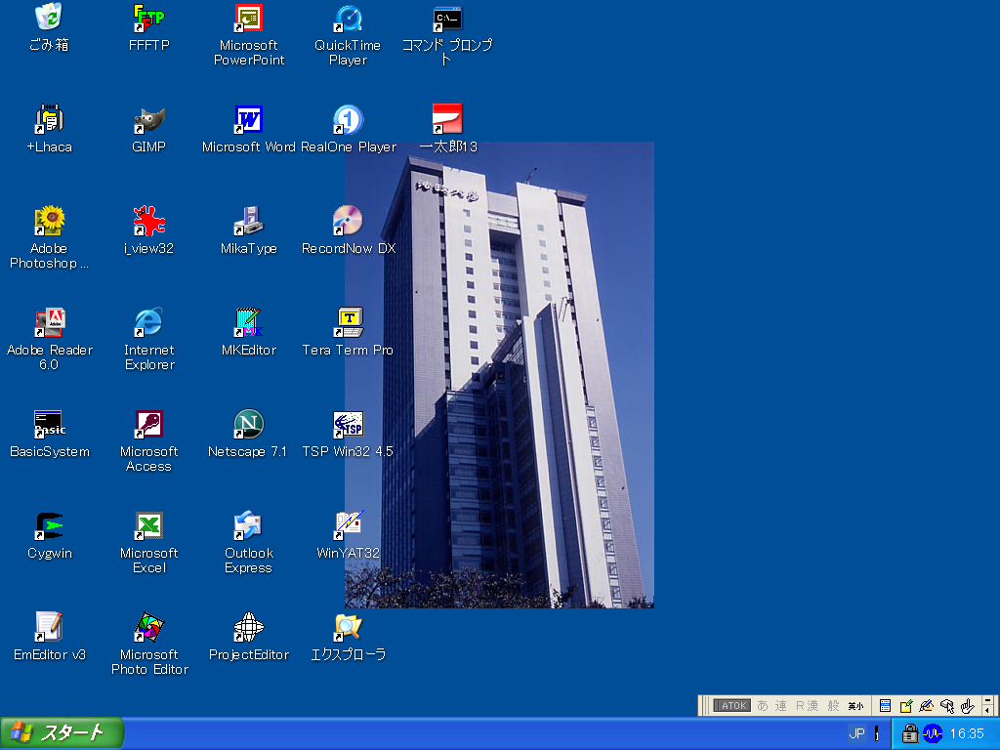 ごみ箱
FFFTP
Microsoft
PowerPoint
QuickTime
Player
コマンド プロンプ
ト
+Lhaca
GIMP
Microsoft Word
RealOne Player
一太郎13
法政大学
Adobe
Photoshop ...
i_view32
MikaType
RecordNow DX
Adobe Reader
6.0
Internet
Explorer
MKEditor
Tera Term Pro
BasicSystem
Microsoft
Access
Netscape 7.1
TSP Win32 4.5
Cygwin
Microsoft
Excel
Outlook
Express
WinYAT32
EmEditor v3
Microsoft
Photo Editor
ProjectEditor
エクスプローラ
ATOK あ 連 R漢 般 英小
スタート
JP
16:35